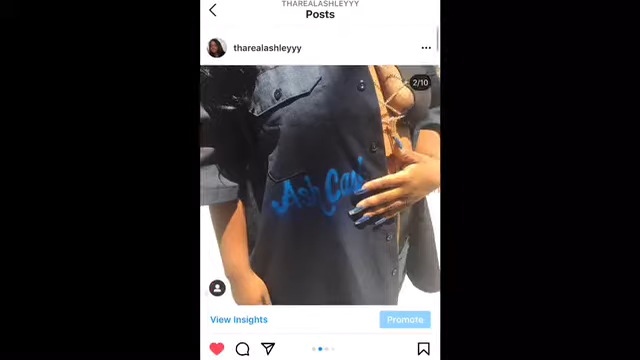 THAREALASHLEYYY
Posts
tharealashleyyy
2/10
Ash Cas
View Insights
Promote